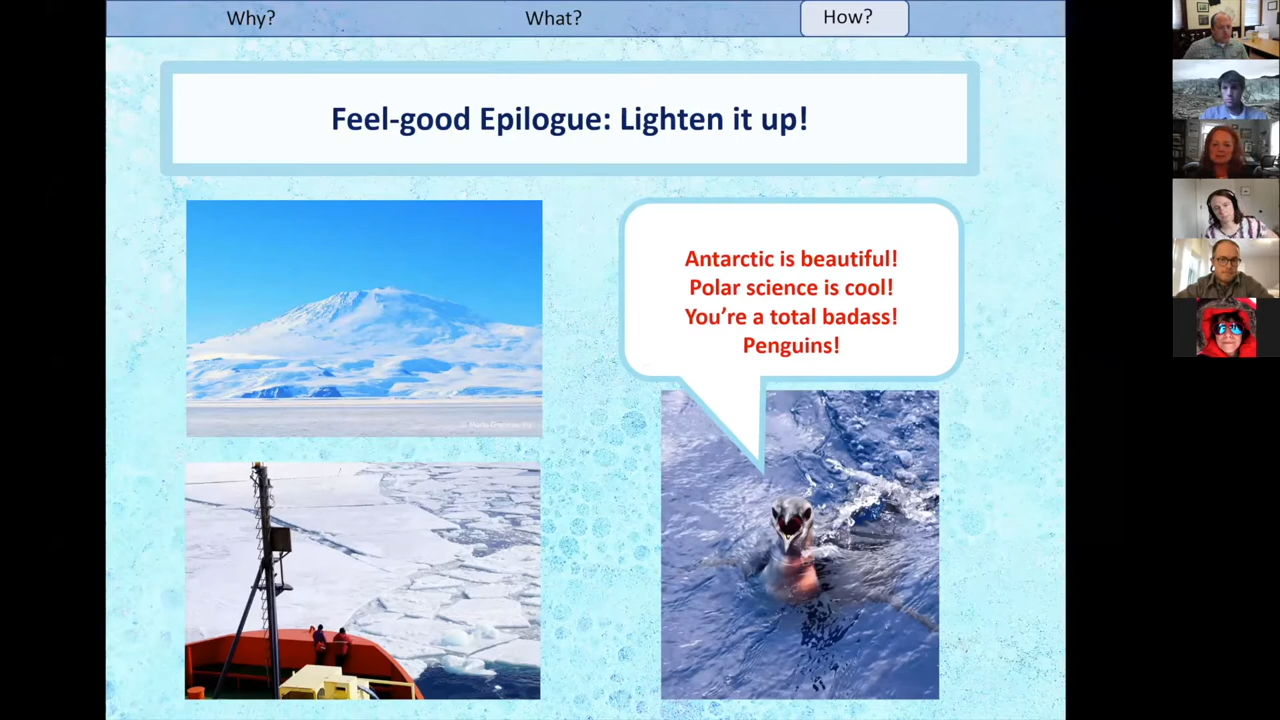 Why?
What?
How?
Feel-good Epilogue: Lighten it up!
Antarctic is beautiful!
Polar science is cool!
You’re a total badass!
Penguins!